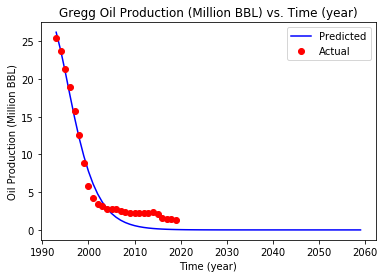 Gregg Oil Production (Million BBL) vs. Time (year)
Predicted
Actual
Oil Production (Million BBL)
25
20
15
10
5
0
1990 2000 2010 2020 2030 2040 2050 2060
Time (year)